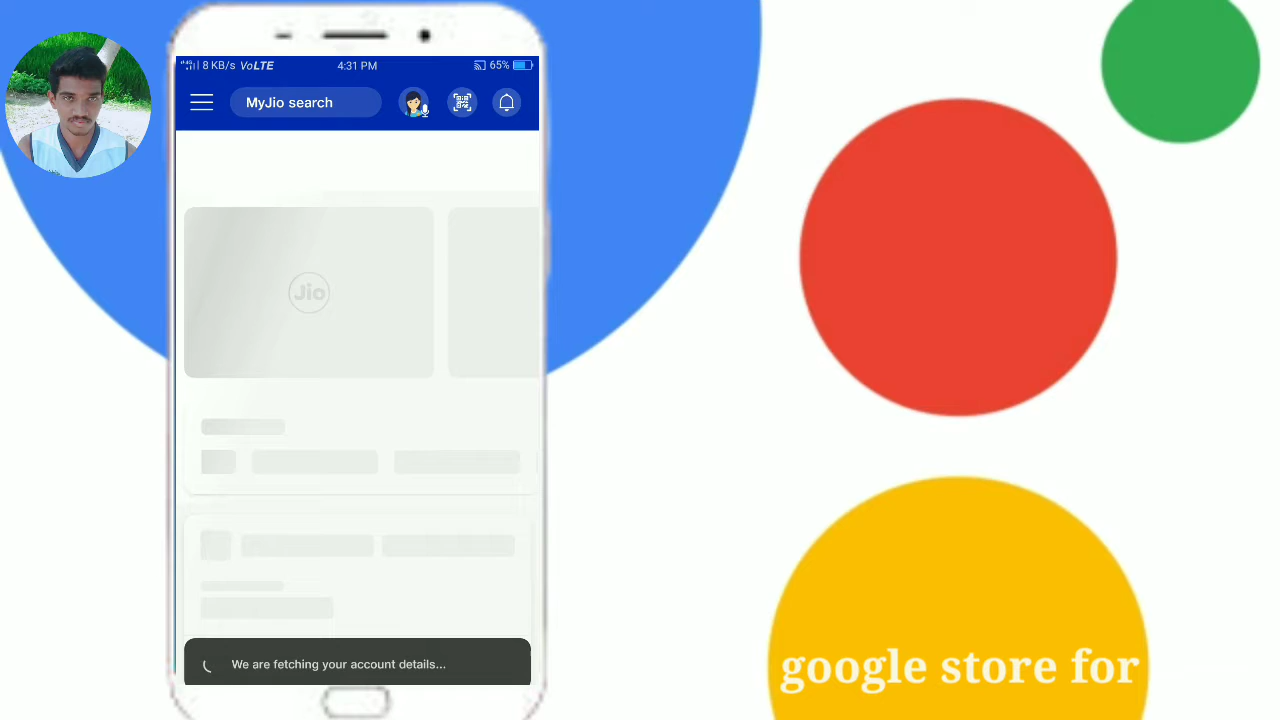 8 KB/s VoLTE 4:31 PM 65%
MyJio search
Jio
We are fetching your account details...
google store for